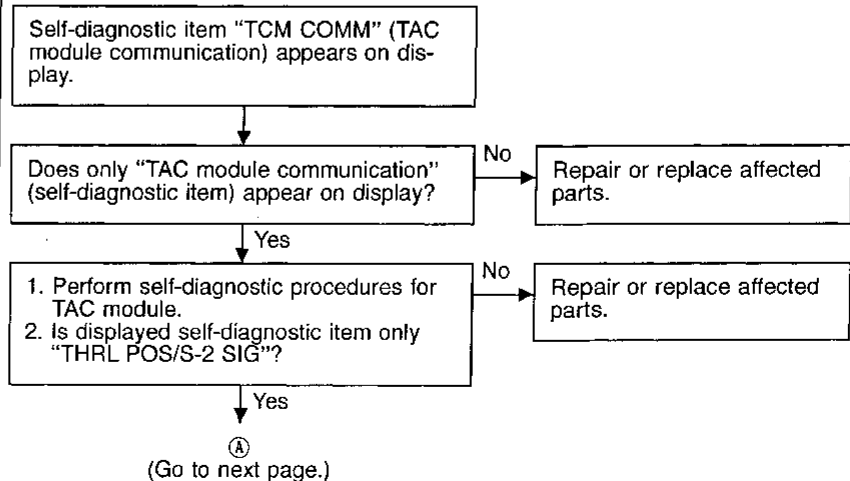 Self-diagnostic item "TCM COMM" (TAC
module communication) appears on dis-
play.
Does only "TAC module communication"
(self-diagnostic item) appear on display?
No
Repair or replace affected
parts.
Yes
1. Perform self-diagnostic procedures for
TAC module.
2. Is displayed self-diagnostic item only
"THRL POS/S-2 SIG"?
No
Repair or replace affected
parts.
Yes
Ⓐ
(Go to next page.)